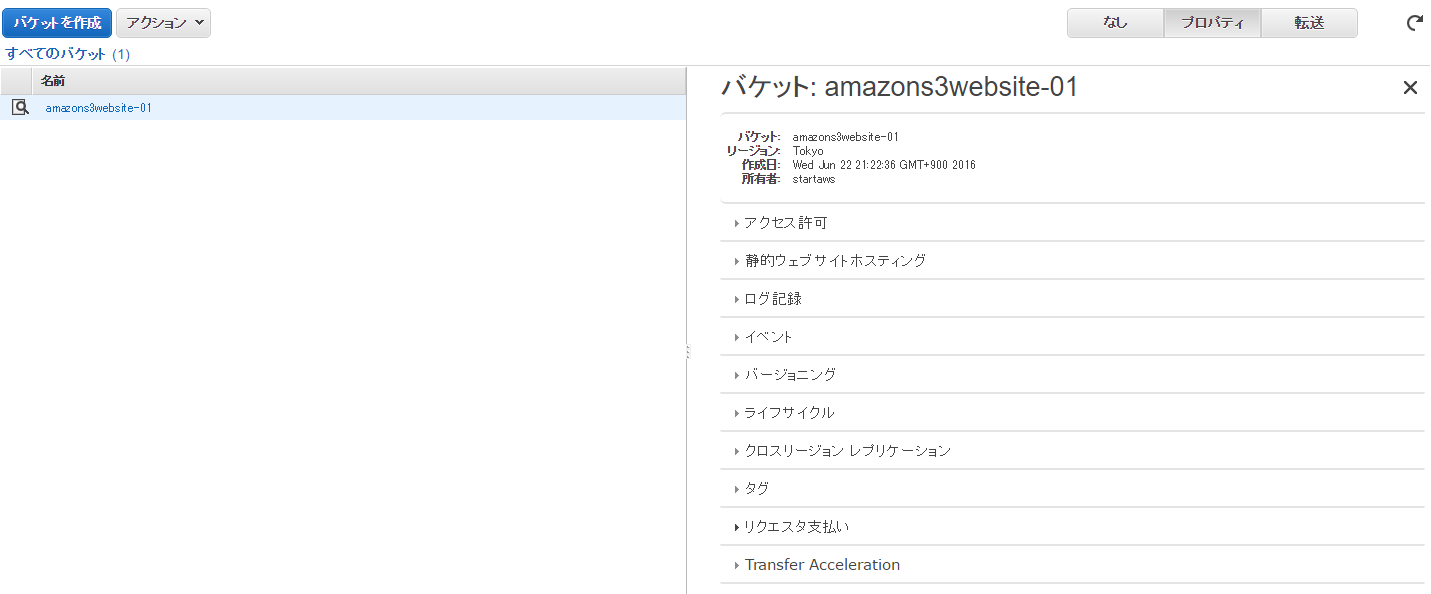 バケットを作成 アクション なし プロパティ 転送
すべてのバケット (1)
名前
amazons3website-01
バケット: amazons3website-01
バケット: amazons3website-01
リージョン: Tokyo
作成日: Wed Jun 22 21:22:36 GMT+900 2016
所有者: startaws
アクセス許可
静的ウェブサイトホスティング
ログ記録
イベント
バージョニング
ライフサイクル
クロスリージョン レプリケーション
タグ
リクエスタ支払い
Transfer Acceleration